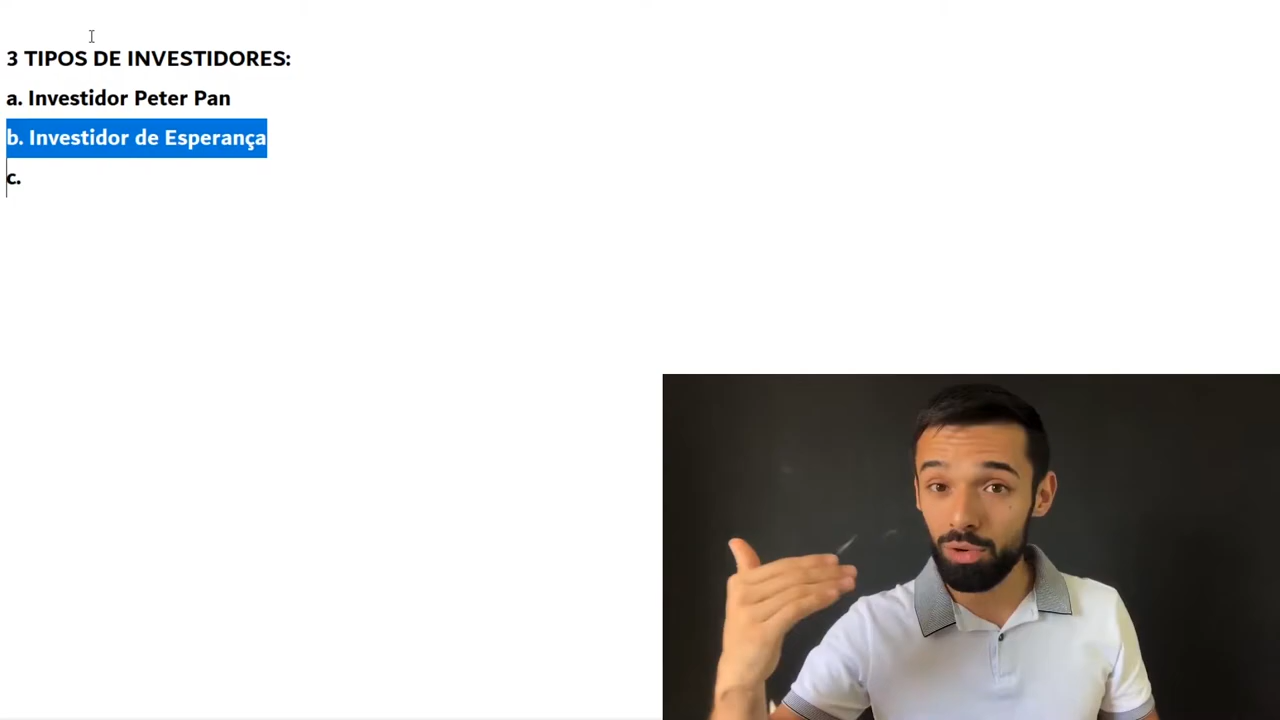 3 TIPOS DE INVESTIDORES:
a. Investidor Peter Pan
b. Investidor de Esperança
c.